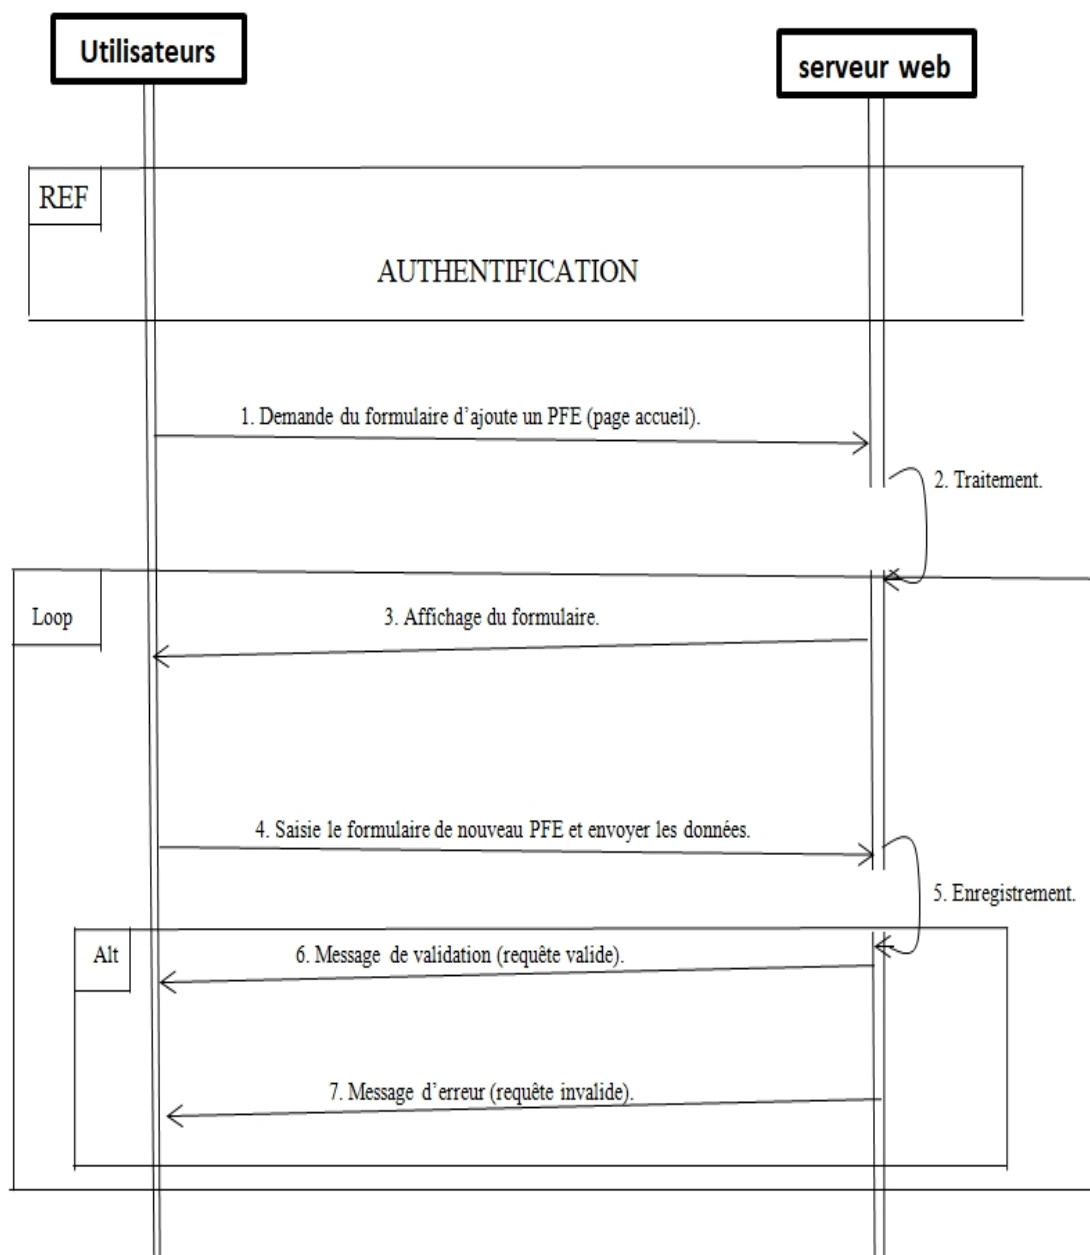 Utilisateurs
serveur web
REF
AUTHENTIFICATION
1. Demande du formulaire d’ajoute un PFE (page accueil).
2. Traitement.
Loop
3. Affichage du formulaire.
4. Saisie le formulaire de nouveau PFE et envoyer les données.
5. Enregistrement.
Alt
6. Message de validation (requête valide).
7. Message d’erreur (requête invalide).